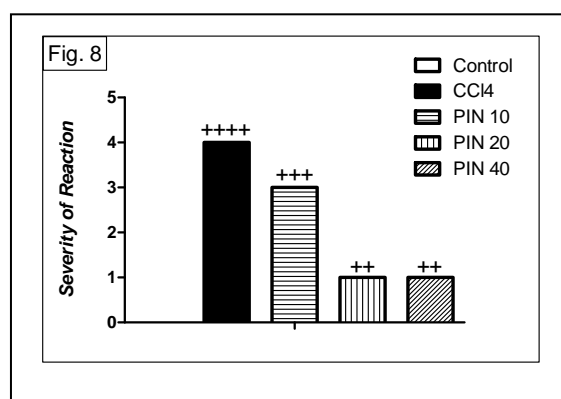 Fig. 8
Control
CCl4
PIN 10
PIN 20
PIN 40
Severity of Reaction
5
4
3
2
1
0
++++
+++
++
++